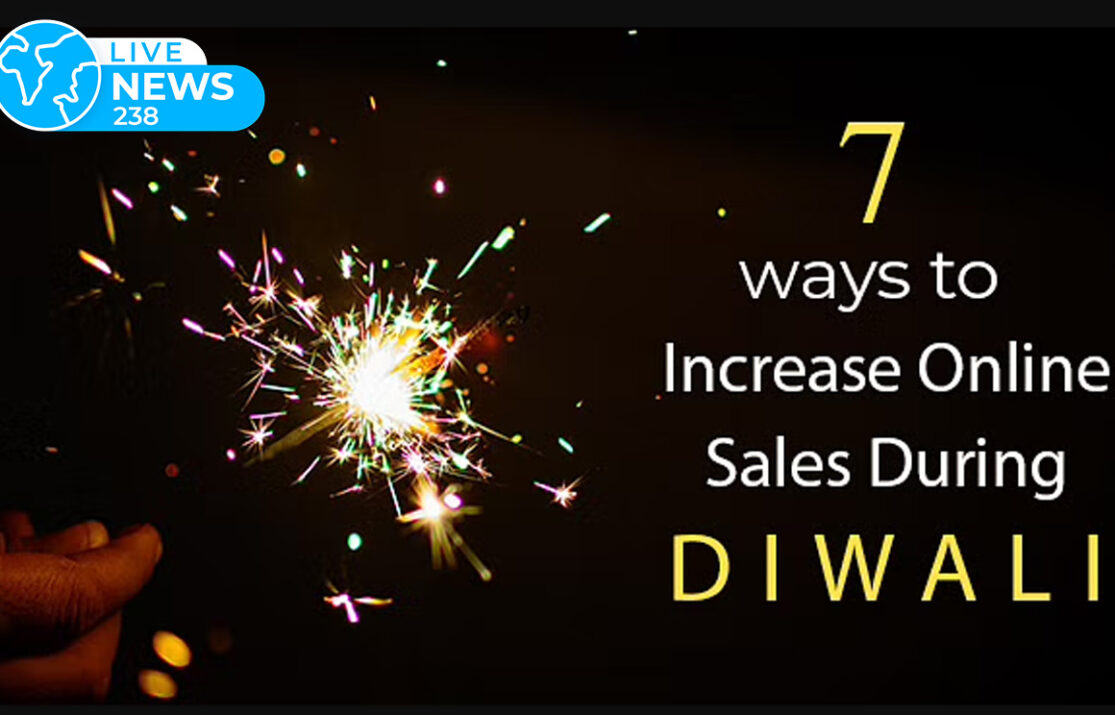 LIVE
NEWS
238
7
ways to
Increase Online
Sales During
DIWALI